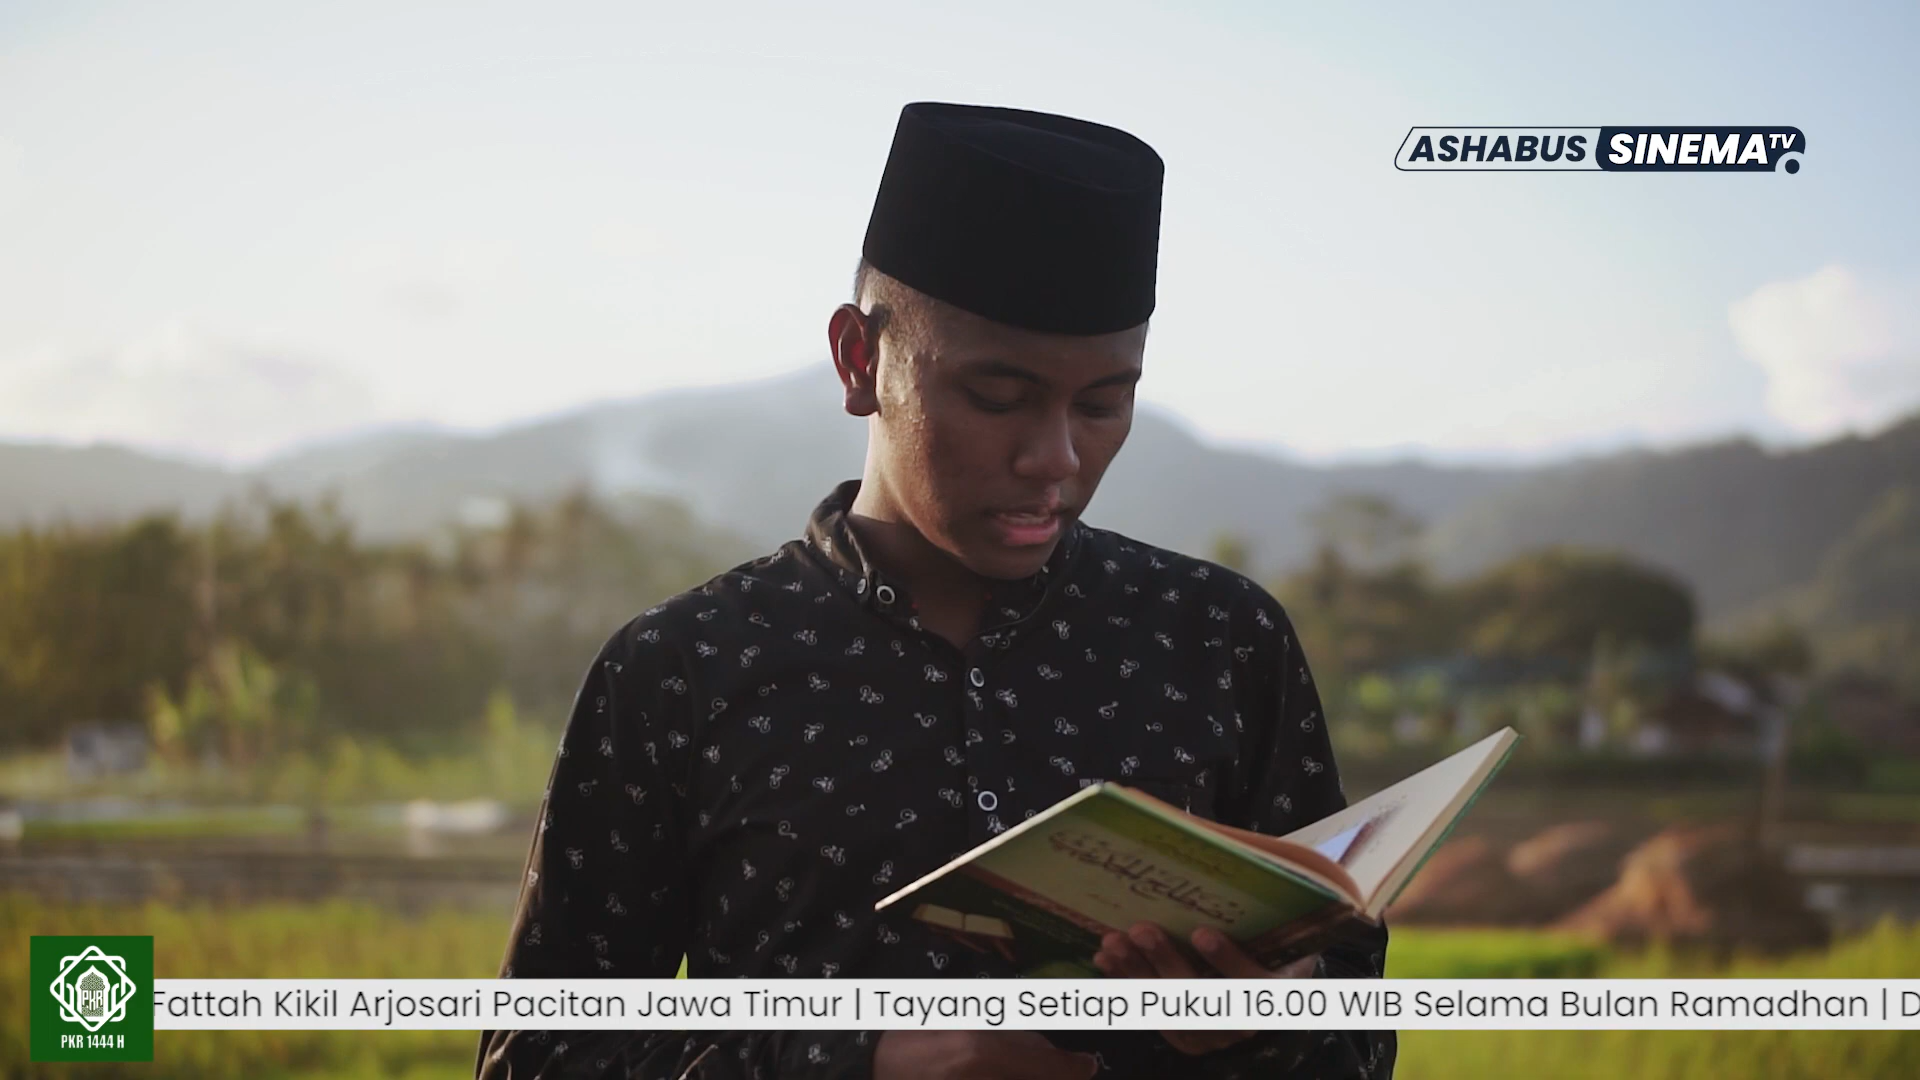 ASHABUS SINEMA TV
PKR
PKR 1444 H
Fattah Kikil Arjosari Pacitan Jawa Timur | Tayang Setiap Pukul 16.00 WIB Selama Bulan Ramadhan | D